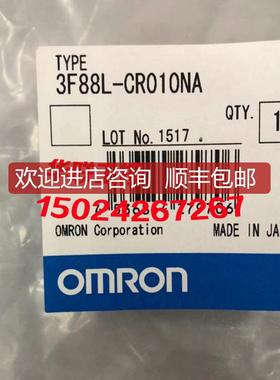 TYPE
3F88L-CR010NA
QTY. 1
LOT No. 1517
欢迎进店咨询 顺丰包邮
15024267261
OMRON Corporation MADE IN JA
OMRON